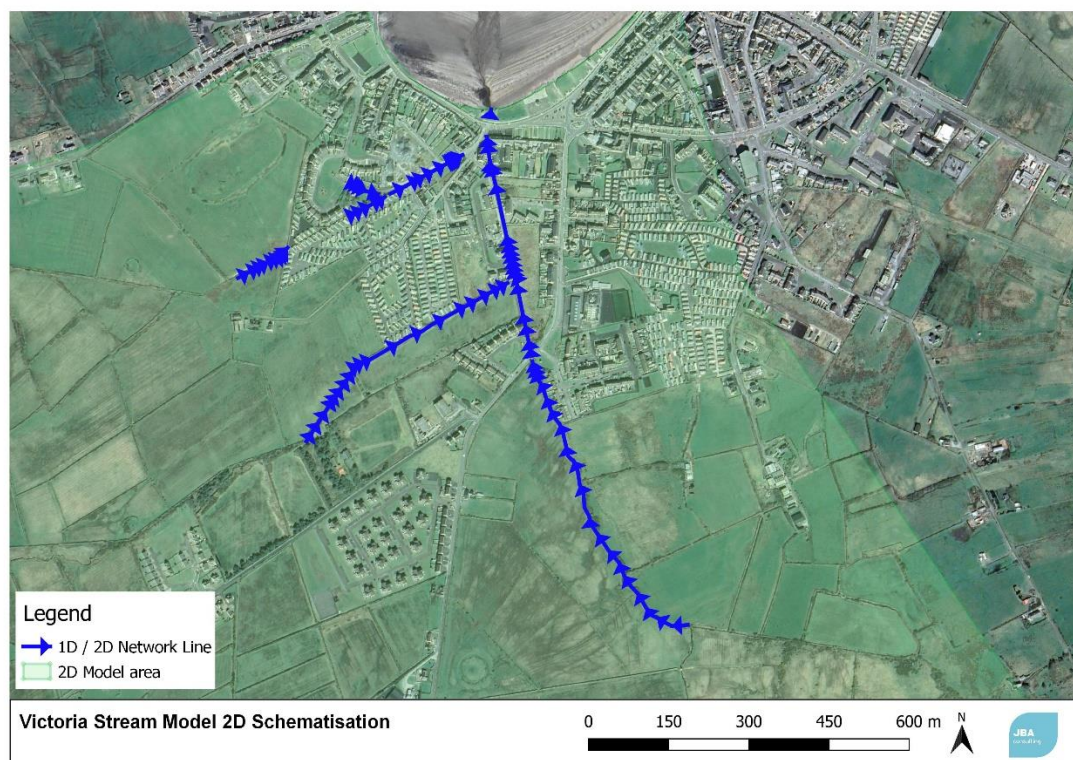 Legend
1D / 2D Network Line
2D Model area
Victoria Stream Model 2D Schematisation
0 150 300 450 600 m
N
JBA
consulting